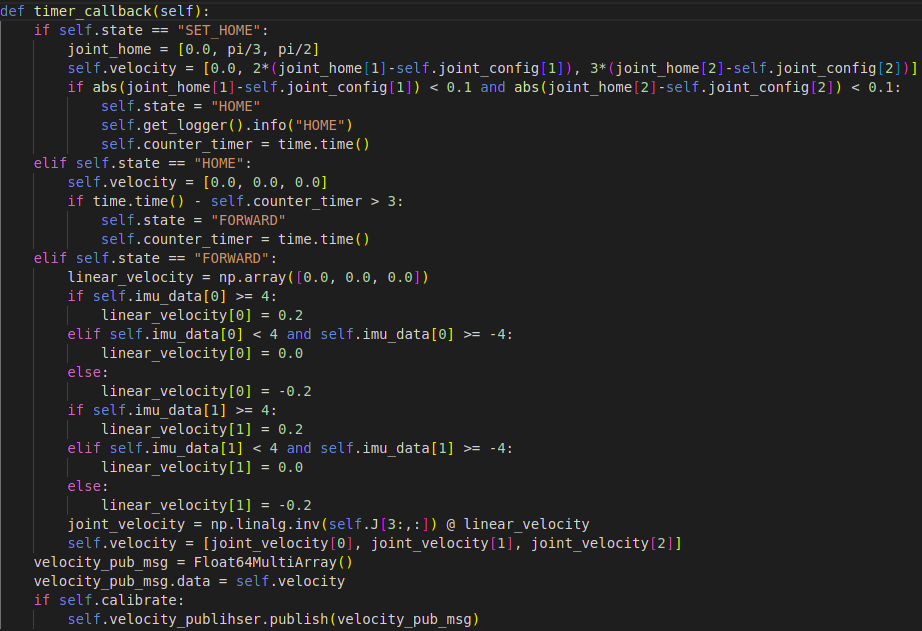 def timer_callback(self):
    if self.state == "SET_HOME":
        joint_home = [0.0, pi/3, pi/2]
        self.velocity = [0.0, 2*(joint_home[1]-self.joint_config[1]), 3*(joint_home[2]-self.joint_config[2])]
        if abs(joint_home[1]-self.joint_config[1]) < 0.1 and abs(joint_home[2]-self.joint_config[2]) < 0.1:
            self.state = "HOME"
            self.get_logger().info("HOME")
            self.counter_timer = time.time()
    elif self.state == "HOME":
        self.velocity = [0.0, 0.0, 0.0]
        if time.time() - self.counter_timer > 3:
            self.state = "FORWARD"
            self.counter_timer = time.time()
    elif self.state == "FORWARD":
        linear_velocity = np.array([0.0, 0.0, 0.0])
        if self.imu_data[0] >= 4:
            linear_velocity[0] = 0.2
        elif self.imu_data[0] < 4 and self.imu_data[0] >= -4:
            linear_velocity[0] = 0.0
        else:
            linear_velocity[0] = -0.2
        if self.imu_data[1] >= 4:
            linear_velocity[1] = 0.2
        elif self.imu_data[1] < 4 and self.imu_data[1] >= -4:
            linear_velocity[1] = 0.0
        else:
            linear_velocity[1] = -0.2
        joint_velocity = np.linalg.inv(self.J[3:,:]) @ linear_velocity
        self.velocity = [joint_velocity[0], joint_velocity[1], joint_velocity[2]]
    velocity_pub_msg = Float64MultiArray()
    velocity_pub_msg.data = self.velocity
    if self.calibrate:
        self.velocity_publihser.publish(velocity_pub_msg)